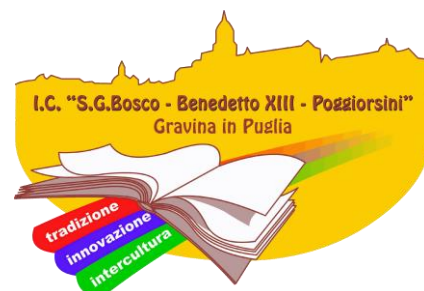 I.C. “S.G.Bosco - Benedetto XIII - Poggiorsini”
Gravina in Puglia
tradizione
innovazione
intercultura